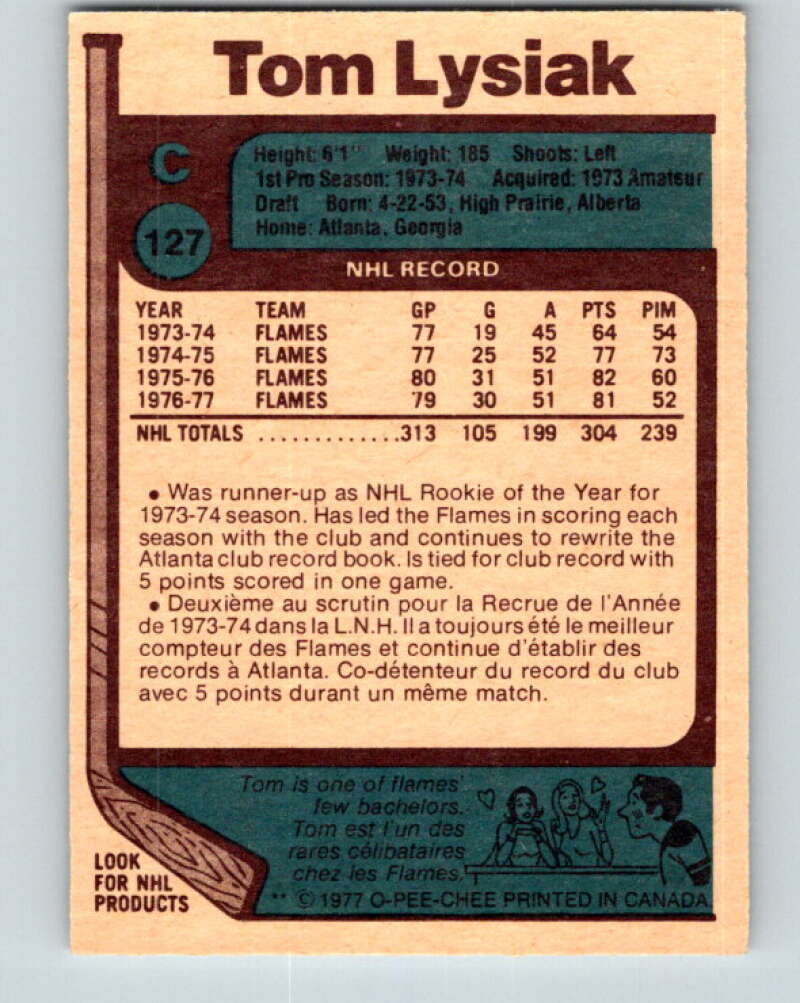 Tom Lysiak
C
127
Height: 6'1" Weight: 185 Shoots: Left
1st Pro Season: 1973-74 Acquired: 1973 Amateur
Draft Born: 4-22-53, High Prairie, Alberta
Home: Atlanta, Georgia
NHL RECORD
YEAR TEAM GP G A PTS PIM
1973-74 FLAMES 77 19 45 64 54
1974-75 FLAMES 77 25 52 77 73
1975-76 FLAMES 80 31 51 82 60
1976-77 FLAMES 79 30 51 81 52
NHL TOTALS .............313 105 199 304 239
• Was runner-up as NHL Rookie of the Year for
1973-74 season. Has led the Flames in scoring each
season with the club and continues to rewrite the
Atlanta club record book. Is tied for club record with
5 points scored in one game.
• Deuxième au scrutin pour la Recrue de l'Année
de 1973-74 dans la L.N.H. Il a toujours été le meilleur
compteur des Flames et continue d'établir des
records à Atlanta. Co-détenteur du record du club
avec 5 points durant un même match.
Tom is one of flames'
few bachelors.
Tom est l'un des
rares célibataires
chez les Flames.
LOOK
FOR NHL
PRODUCTS
** © 1977 O-PEE-CHEE PRINTED IN CANADA